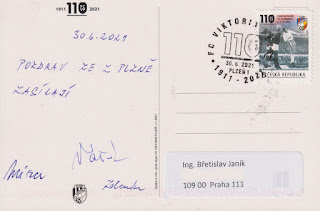 1911 110 2021
30.6.2021
POZDRAV ZE Z PLZNĚ
ZASÍLAJÍ
Zdenka
FC VIKTORIA
110
30. 6. 2021
PLZEŇ 1
1911 - 2021
110
ČESKÁ REPUBLIKA
Ing. Břetislav Janík
109 00 Praha 111